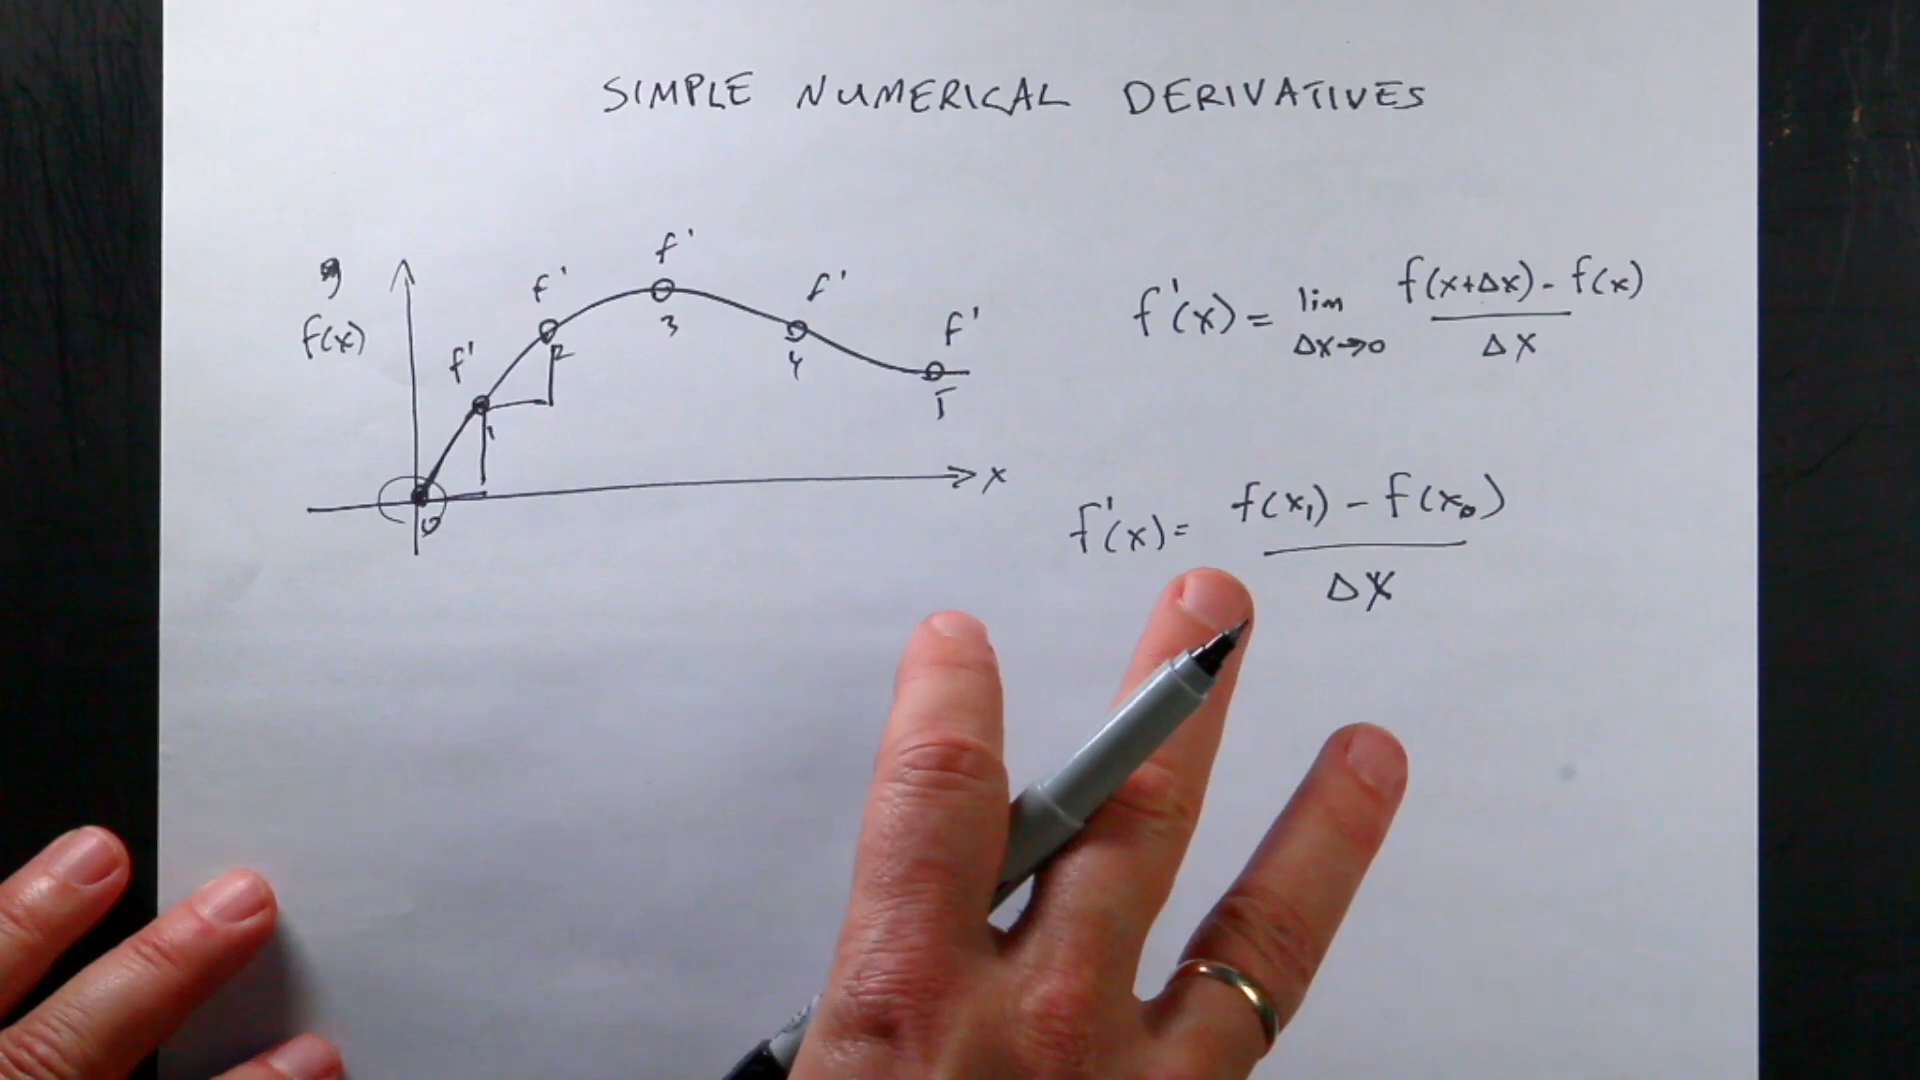 SIMPLE NUMERICAL DERIVATIVES
y
f(x)
f'
f'
f'
f'
f'
0
1
2
3
4
5
x
f'(x) = lim Δx→0 f(x+Δx) - f(x) / Δx
f'(x) = f(x₁) - f(x₀) / Δx